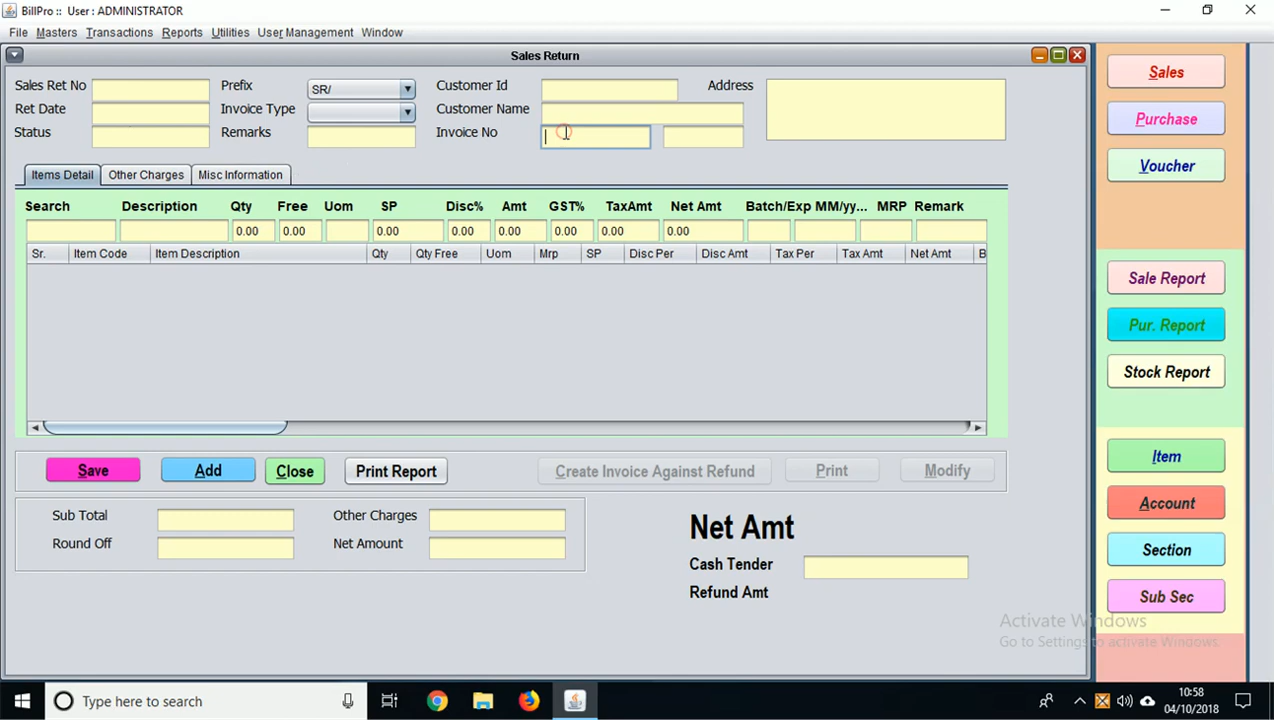 BillPro :: User : ADMINISTRATOR
File Masters Transactions Reports Utilities User Management Window
Sales Return
Sales Ret No Prefix SR/ Customer Id Address
Ret Date Invoice Type Customer Name
Status Remarks Invoice No
Items Detail Other Charges Misc Information
Search Description Qty Free Uom SP Disc% Amt GST% TaxAmt Net Amt Batch/Exp MM/yy... MRP Remark
0.00 0.00 0.00 0.00 0.00 0.00 0.00 0.00
Sr. Item Code Item Description Qty Qty Free Uom Mrp SP Disc Per Disc Amt Tax Per Tax Amt Net Amt B
Save Add Close Print Report Create Invoice Against Refund Print Modify
Sub Total Other Charges
Round Off Net Amount
Net Amt
Cash Tender
Refund Amt
Sales
Purchase
Voucher
Sale Report
Pur. Report
Stock Report
Item
Account
Section
Sub Sec
Activate Windows
Go to Settings to activate Windows.
Type here to search
10:58
04/10/2018